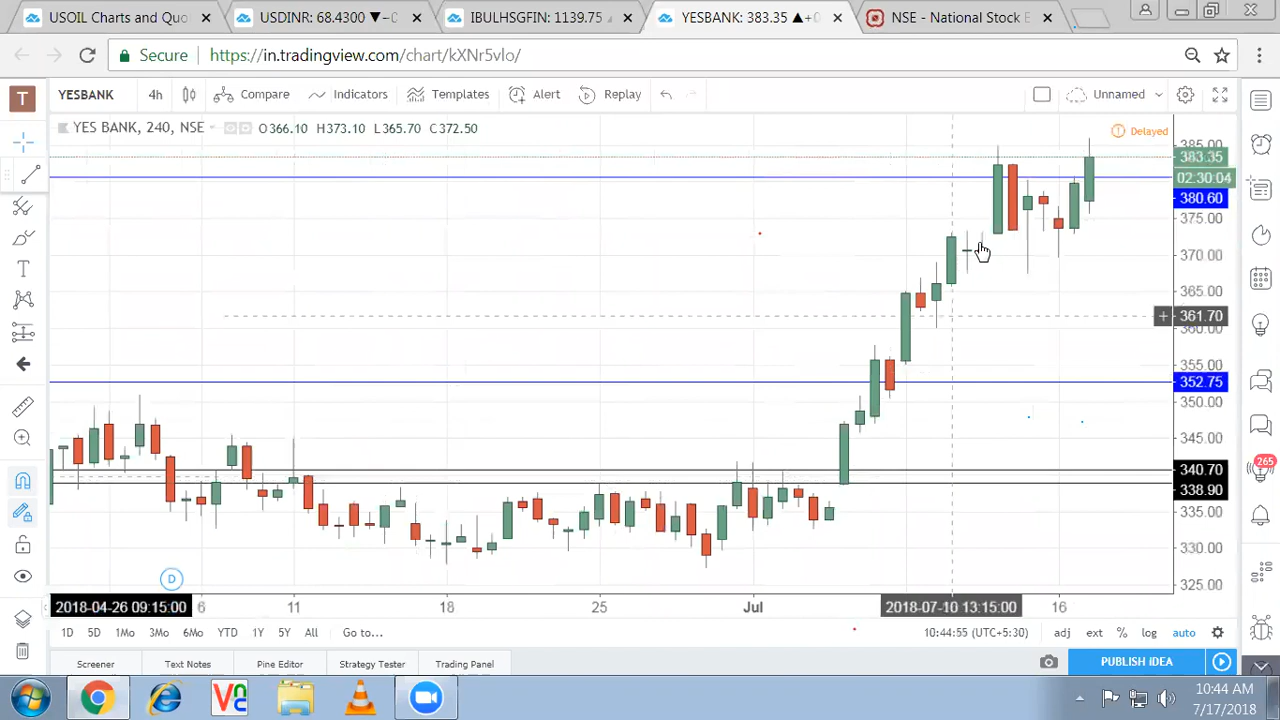 USOIL Charts and Quo
USDINR: 68.4300 ▼−
IBULHSGFIN: 1139.75
YESBANK: 383.35 ▲+0
NSE - National Stock E
Secure
https://in.tradingview.com/chart/kXNr5vlo/
T
YESBANK
4h
Compare
Indicators
Templates
Alert
Replay
Unnamed
YES BANK, 240, NSE
O366.10 H373.10 L365.70 C372.50
Delayed
385.00
383.35
02:30:04
380.60
375.00
370.00
365.00
361.70
360.00
355.00
352.75
350.00
345.00
340.70
338.90
335.00
330.00
325.00
265
D
2018-04-26 09:15:00
6
11
18
25
Jul
2018-07-10 13:15:00
16
1D 5D 1Mo 3Mo 6Mo YTD 1Y 5Y All Go to...
10:44:55 (UTC+5:30)
adj ext % log auto
Screener
Text Notes
Pine Editor
Strategy Tester
Trading Panel
PUBLISH IDEA
10:44 AM
7/17/2018